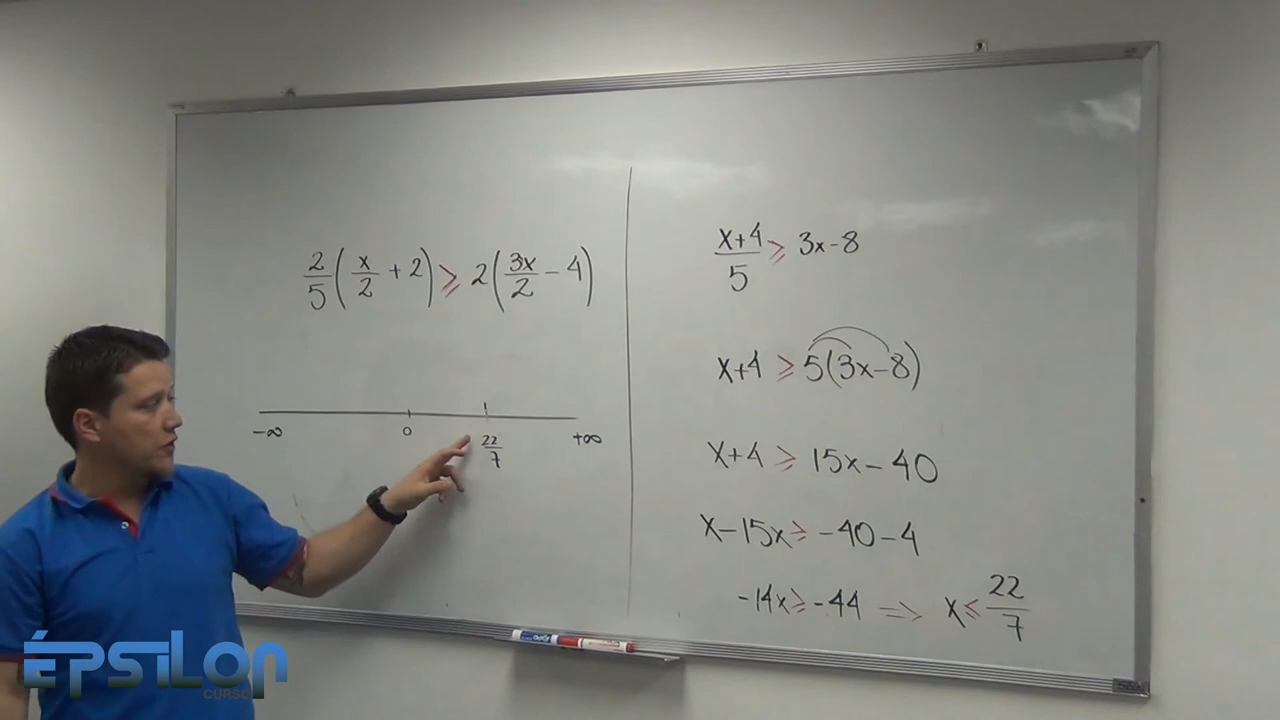 2/5 (x/2 + 2) ⩾ 2(3x/2 - 4)
-∞ 0 22/7 +∞
x+4/5 ⩾ 3x-8
x+4 ⩾ 5(3x-8)
x+4 ⩾ 15x-40
x-15x ⩾ -40-4
-14x ⩾ -44 => x ⩽ 22/7
ÉPSILON
CURSO